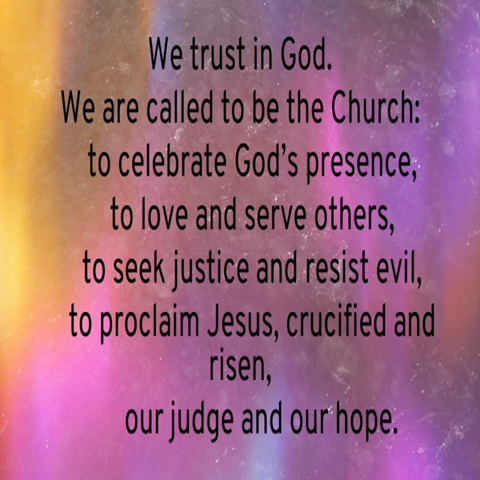 We trust in God.
We are called to be the Church:
to celebrate God's presence,
to love and serve others,
to seek justice and resist evil,
to proclaim Jesus, crucified and
risen,
our judge and our hope.